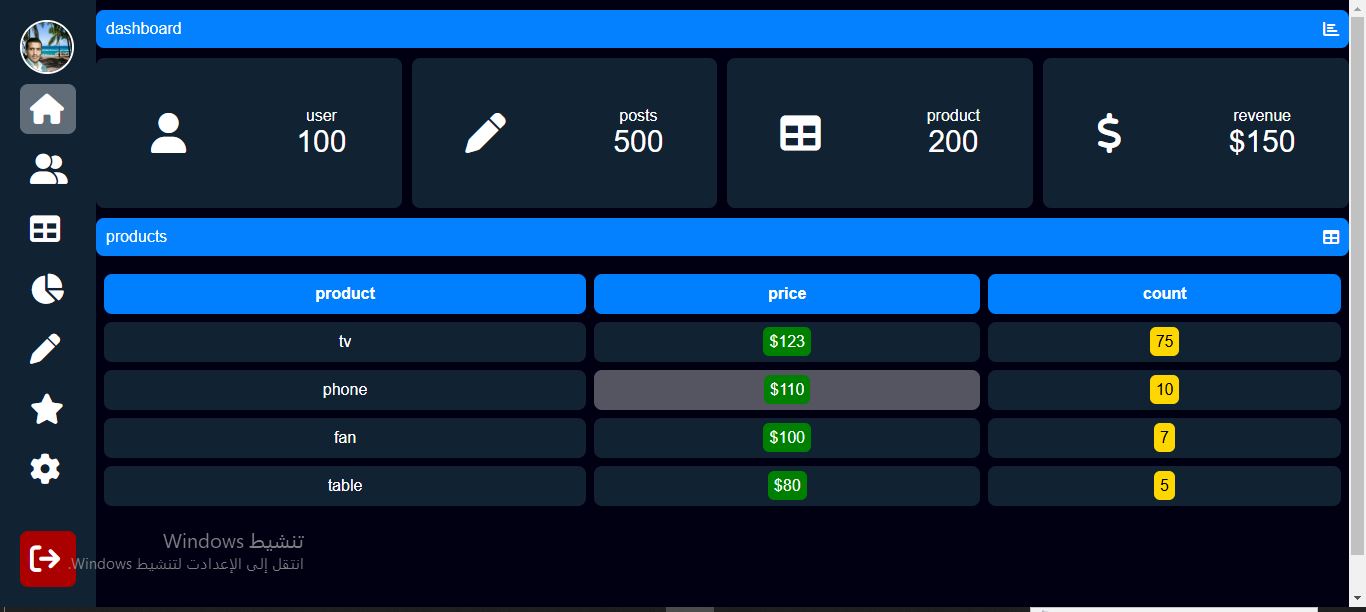 dashboard
user
100
posts
500
product
200
revenue
$150
products
product price count
tv $123 75
phone $110 10
fan $100 7
table $80 5
تنشيط Windows
انتقل إلى الإعدادت لتنشيط Windows.